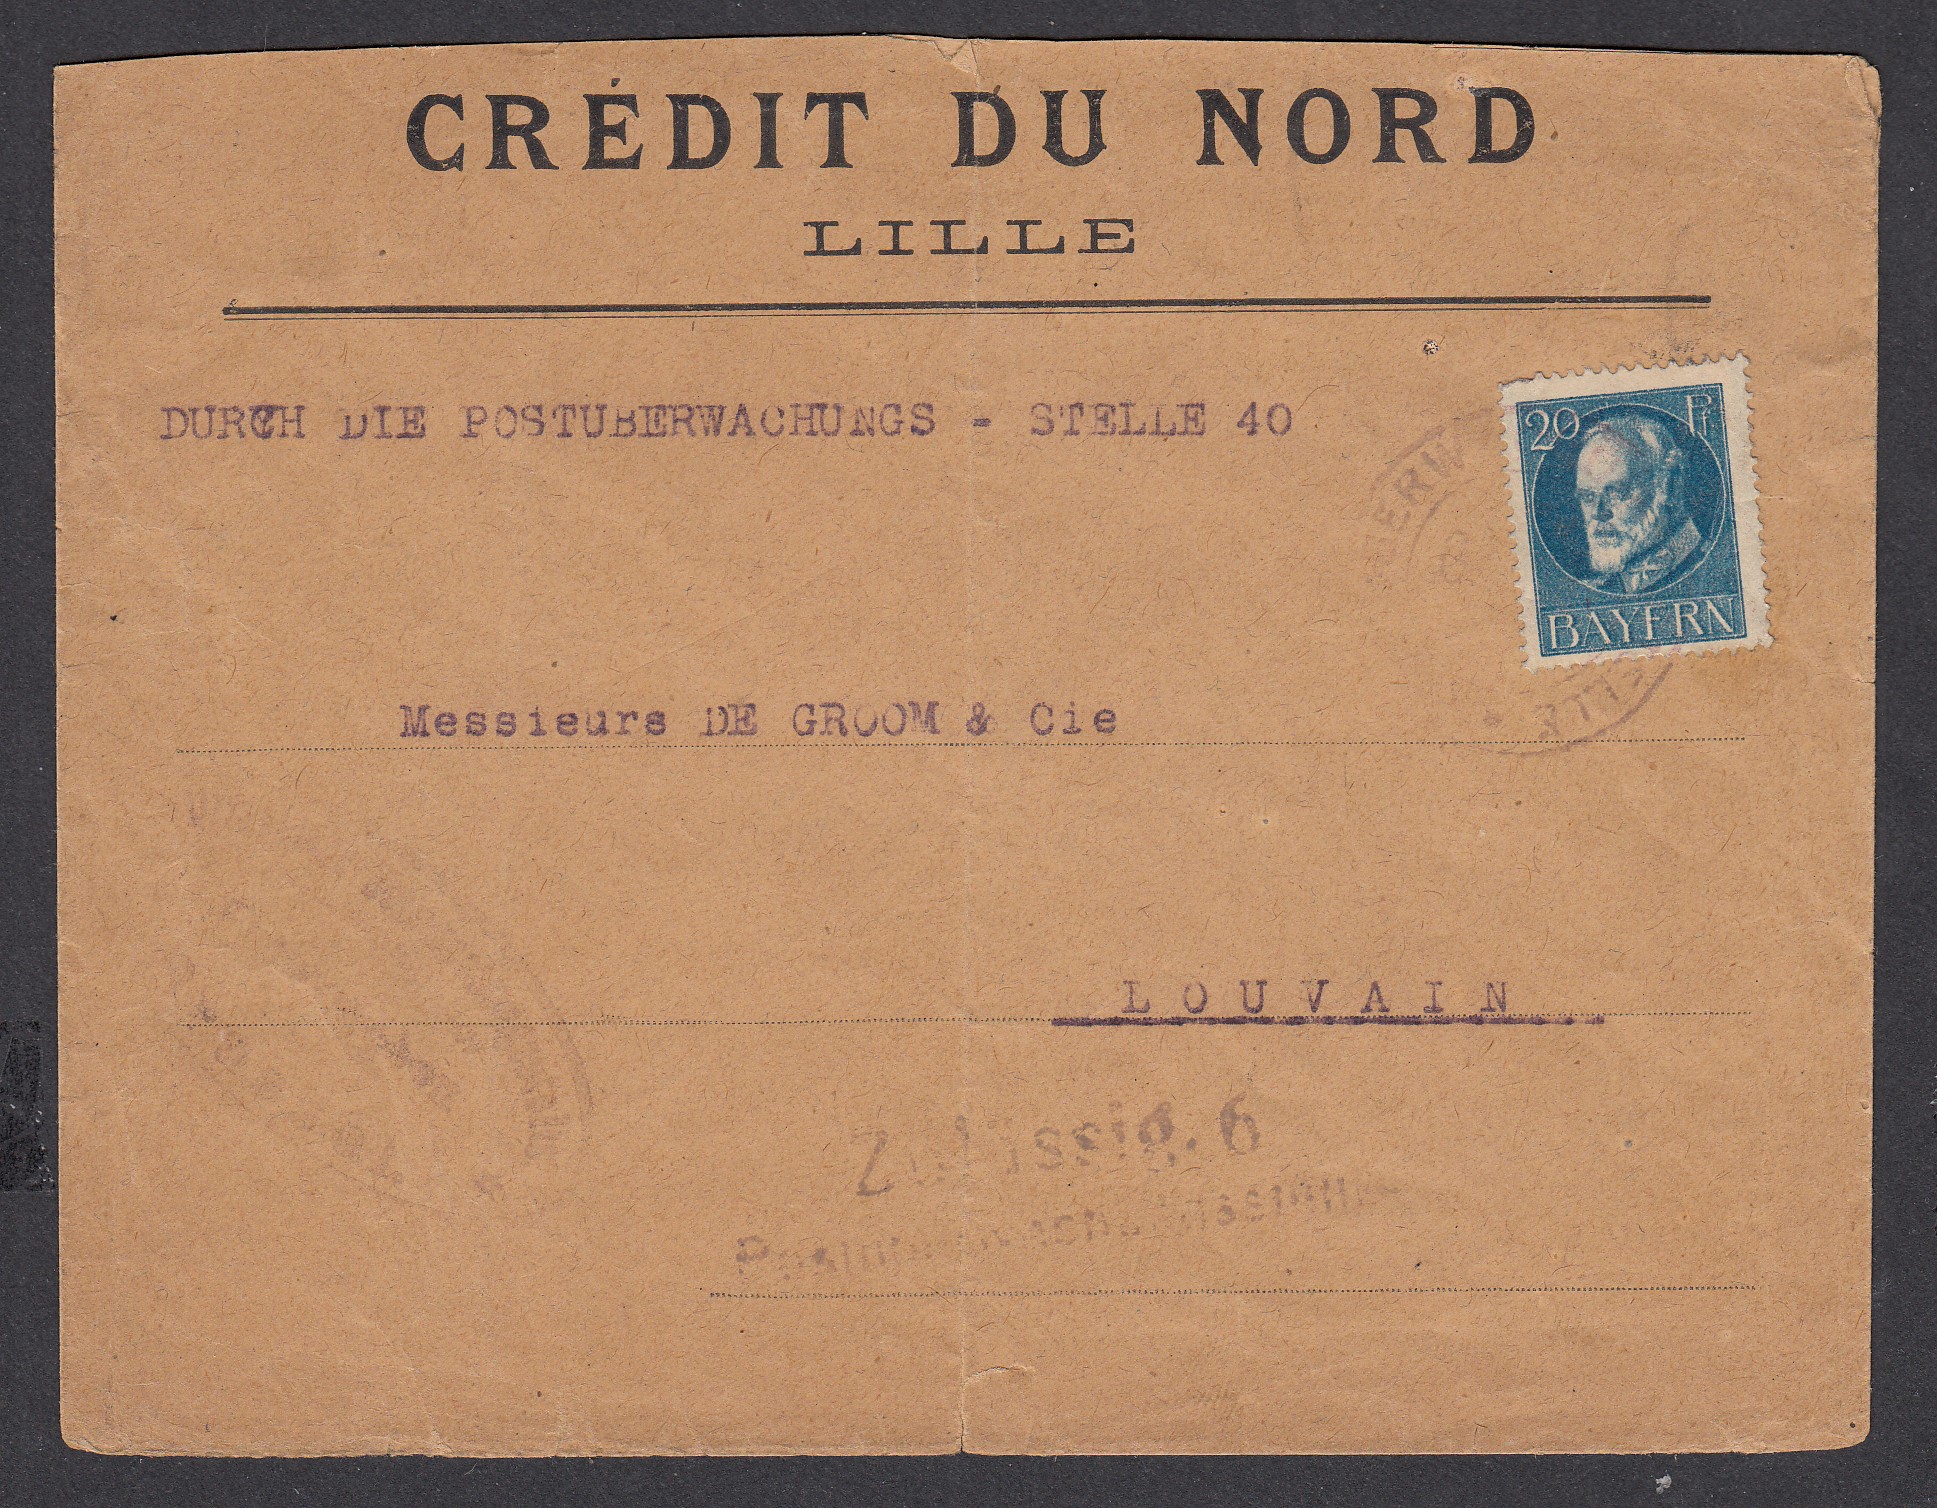 CRÉDIT DU NORD
LILLE
DURCH DIE POSTUBERWACHUNGS - STELLE 40
20 Pf
BAYERN
Messieurs DE GROOM & Cie
LOUVAIN
Zulässig. 6